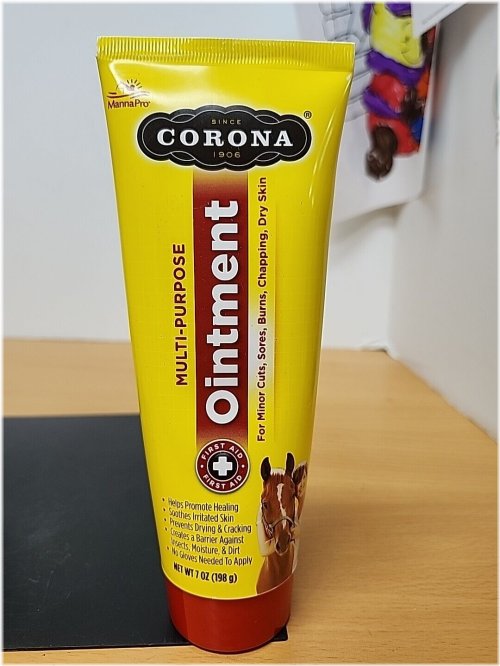 MannaPro®
SINCE
CORONA®
1906
MULTI-PURPOSE
Ointment
For Minor Cuts, Sores, Burns, Chapping, Dry Skin
FIRST AID
FIRST AID
• Helps Promote Healing
• Soothes Irritated Skin
• Prevents Drying & Cracking
• Creates a Barrier Against
Insects, Moisture, & Dirt
• No Gloves Needed To Apply
NET WT 7 OZ (198 g)